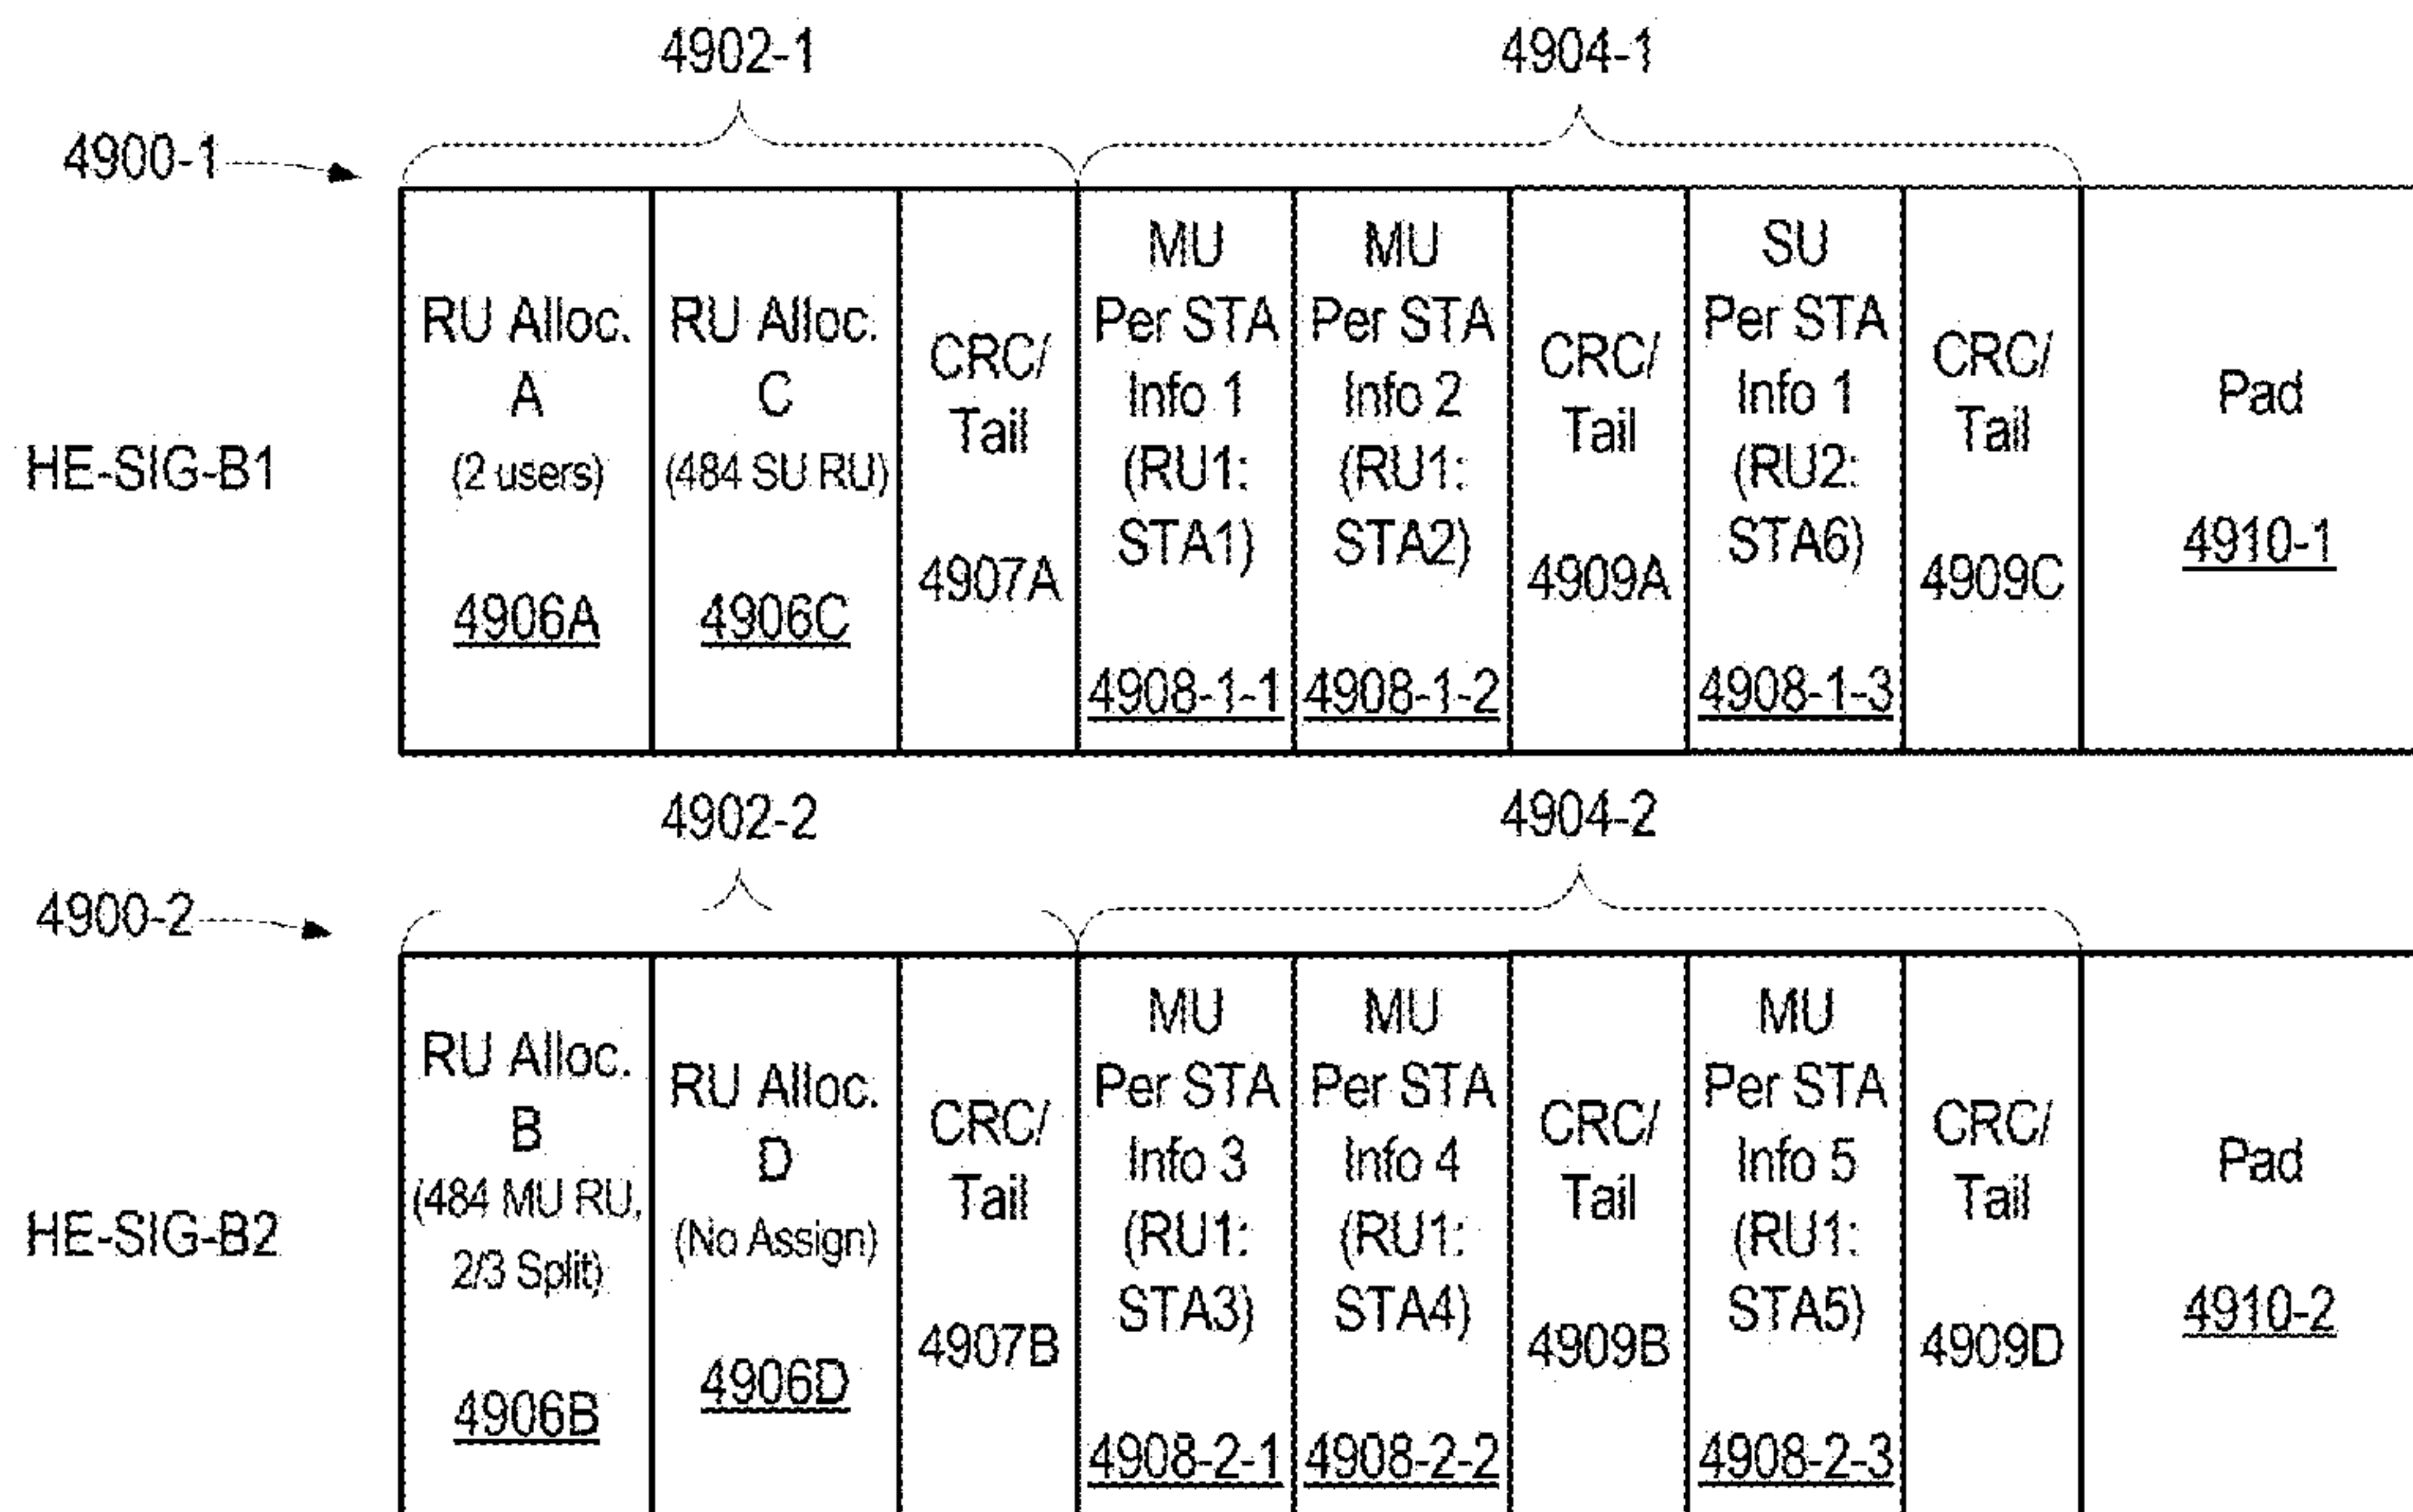 4902-1
4904-1
4900-1
HE-SIG-B1
RU Alloc.
A
(2 users)
4906A
RU Alloc.
C
(484 SU RU)
4906C
CRC/
Tail
4907A
MU
Per STA
Info 1
(RU1:
STA1)
4908-1-1
MU
Per STA
Info 2
(RU1:
STA2)
4908-1-2
CRC/
Tail
4909A
SU
Per STA
Info 1
(RU2:
STA6)
4908-1-3
CRC/
Tail
4909C
Pad
4910-1
4902-2
4904-2
4900-2
HE-SIG-B2
RU Alloc.
B
(484 MU RU,
2/3 Split)
4906B
RU Alloc.
D
(No Assign)
4906D
CRC/
Tail
4907B
MU
Per STA
Info 3
(RU1:
STA3)
4908-2-1
MU
Per STA
Info 4
(RU1:
STA4)
4908-2-2
CRC/
Tail
4909B
MU
Per STA
Info 5
(RU1:
STA5)
4908-2-3
CRC/
Tail
4909D
Pad
4910-2